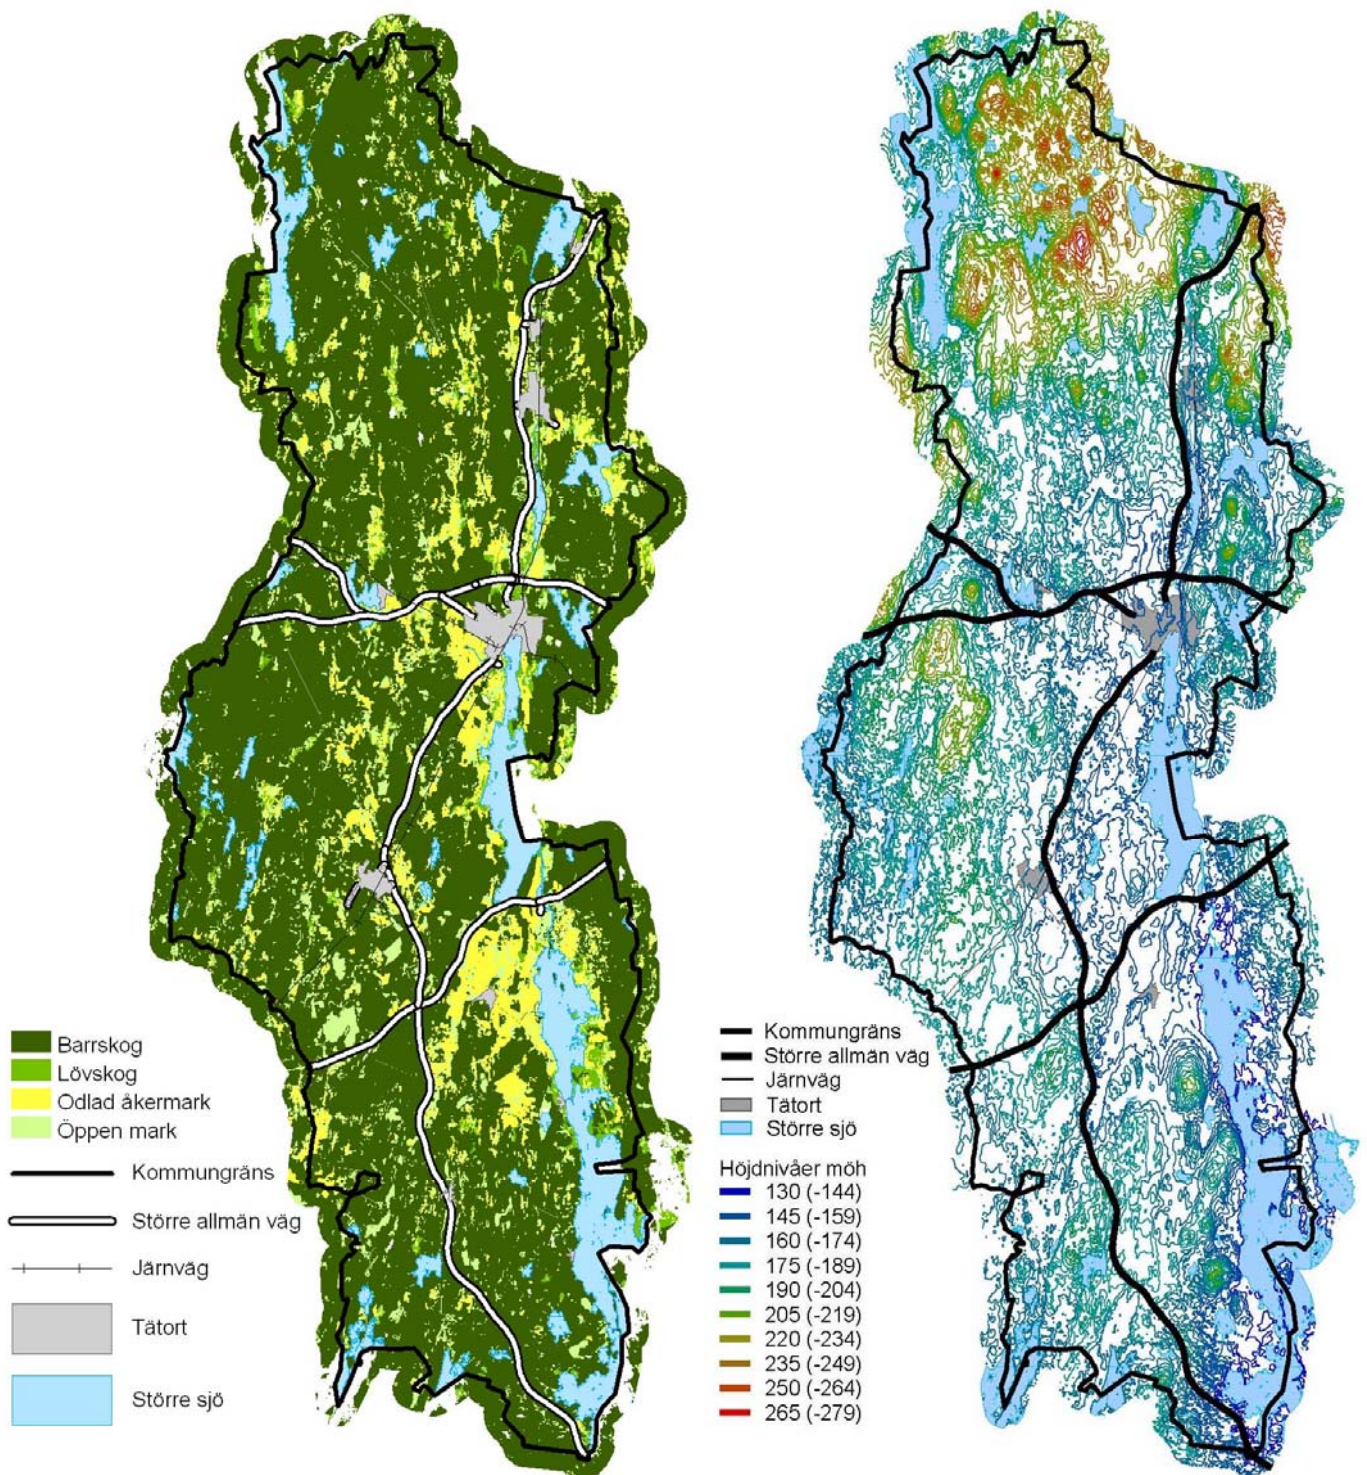 Barrskog
Lövskog
Odlad åkermark
Öppen mark
Kommungräns
Större allmän väg
Järnväg
Tätort
Större sjö
Kommungräns
Större allmän väg
Järnväg
Tätort
Större sjö
Höjdnivåer möh
130 (-144)
145 (-159)
160 (-174)
175 (-189)
190 (-204)
205 (-219)
220 (-234)
235 (-249)
250 (-264)
265 (-279)